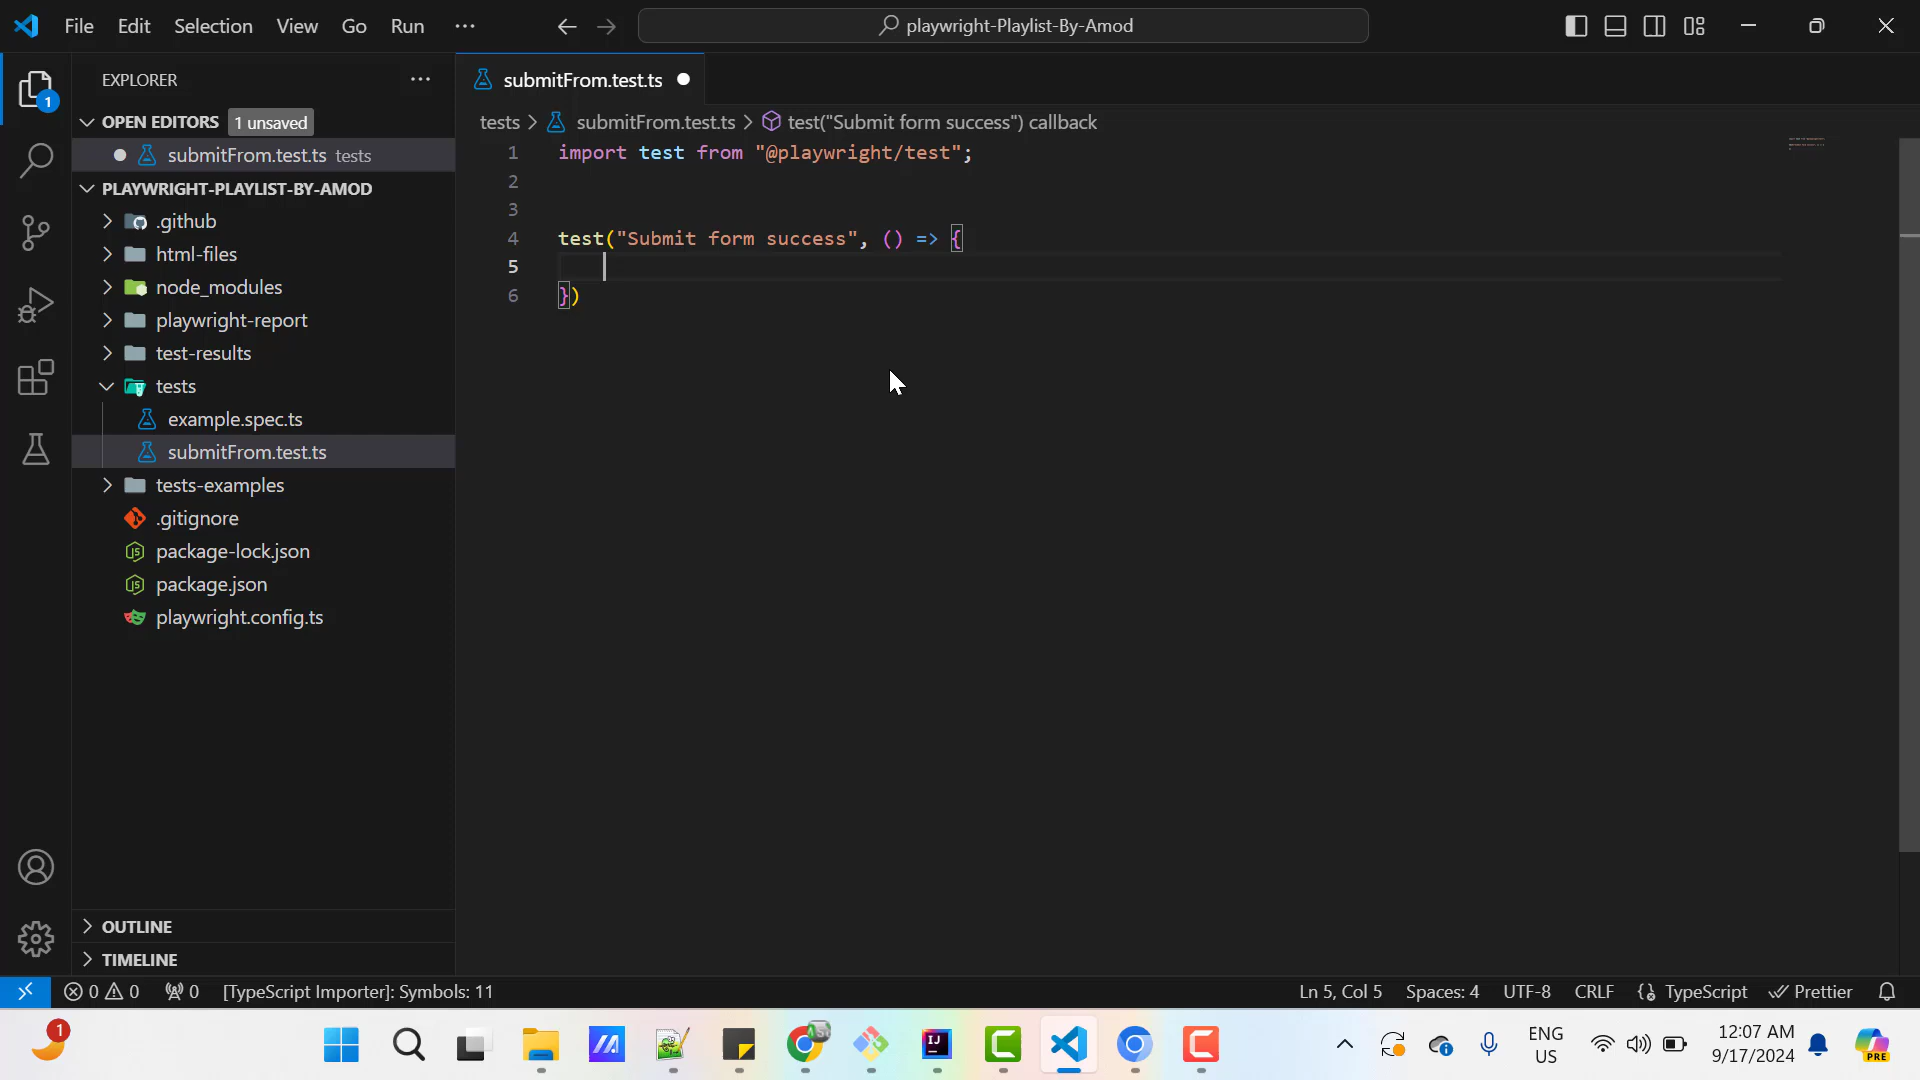 File Edit Selection View Go Run ···
playwright-Playlist-By-Amod
EXPLORER ···
submitFrom.test.ts
1
OPEN EDITORS 1 unsaved
submitFrom.test.ts tests
PLAYWRIGHT-PLAYLIST-BY-AMOD
.github
html-files
node_modules
playwright-report
test-results
tests
example.spec.ts
submitFrom.test.ts
tests-examples
.gitignore
package-lock.json
package.json
playwright.config.ts
OUTLINE
TIMELINE
tests > submitFrom.test.ts > test("Submit form success") callback
1 import test from "@playwright/test";
2
3
4 test("Submit form success", () => {
5
6 })
0 0 0 [TypeScript Importer]: Symbols: 11 Ln 5, Col 5 Spaces: 4 UTF-8 CRLF TypeScript Prettier
1
ENG
US
12:07 AM
9/17/2024
PRE